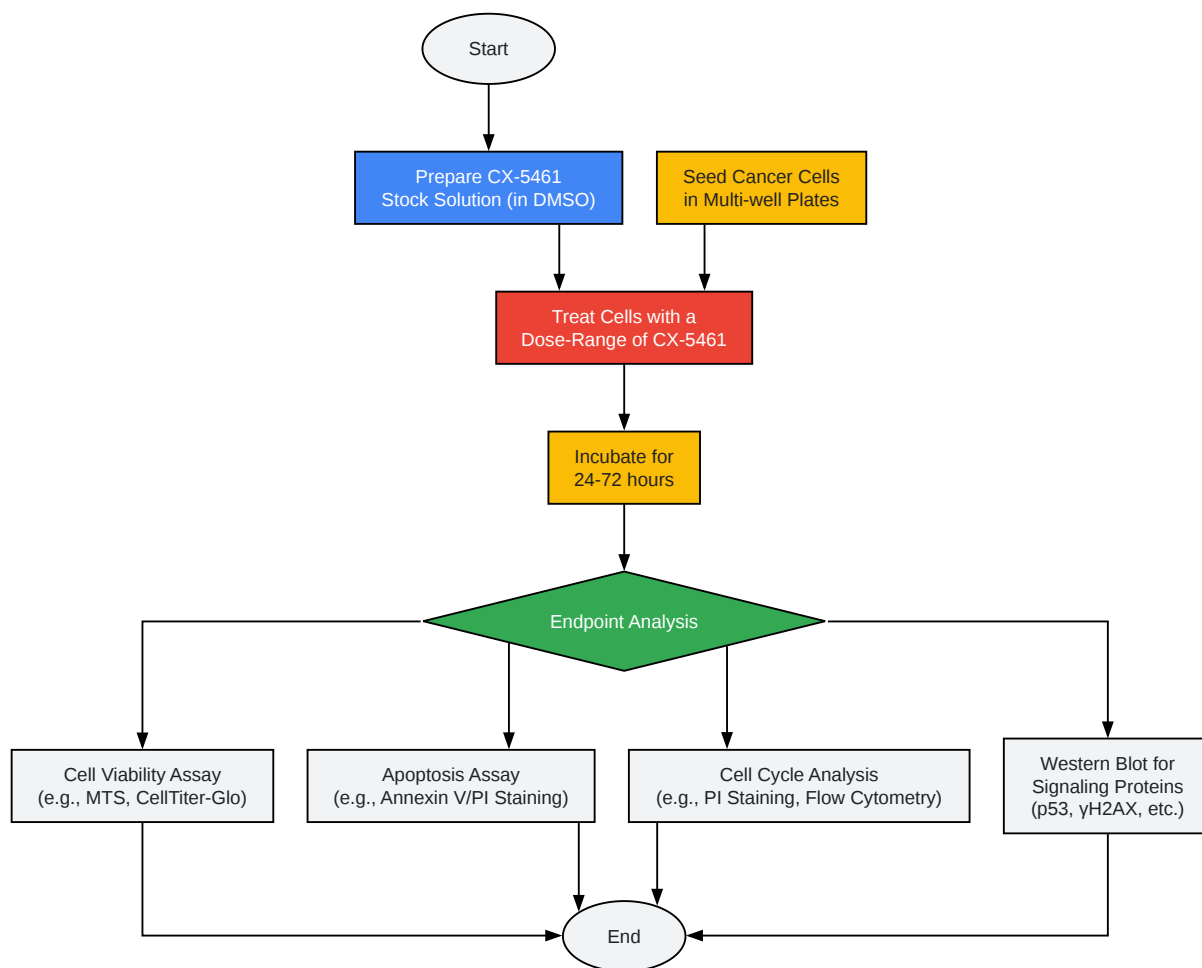 Start
Prepare CX-5461
Stock Solution (in DMSO)
Seed Cancer Cells
in Multi-well Plates
Treat Cells with a
Dose-Range of CX-5461
Incubate for
24-72 hours
Endpoint Analysis
Cell Viability Assay
(e.g., MTS, CellTiter-Glo)
Apoptosis Assay
(e.g., Annexin V/PI Staining)
Cell Cycle Analysis
(e.g., PI Staining, Flow Cytometry)
Western Blot for
Signaling Proteins
(p53, γH2AX, etc.)
End